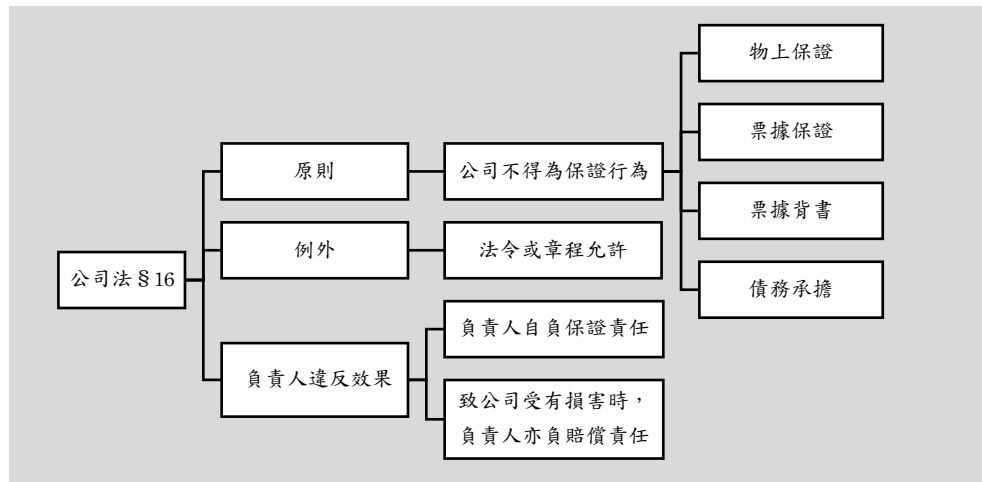 公司法§16
原則
公司不得為保證行為
物上保證
票據保證
票據背書
債務承擔
例外
法令或章程允許
負責人違反效果
負責人自負保證責任
致公司受有損害時，
負責人亦負賠償責任